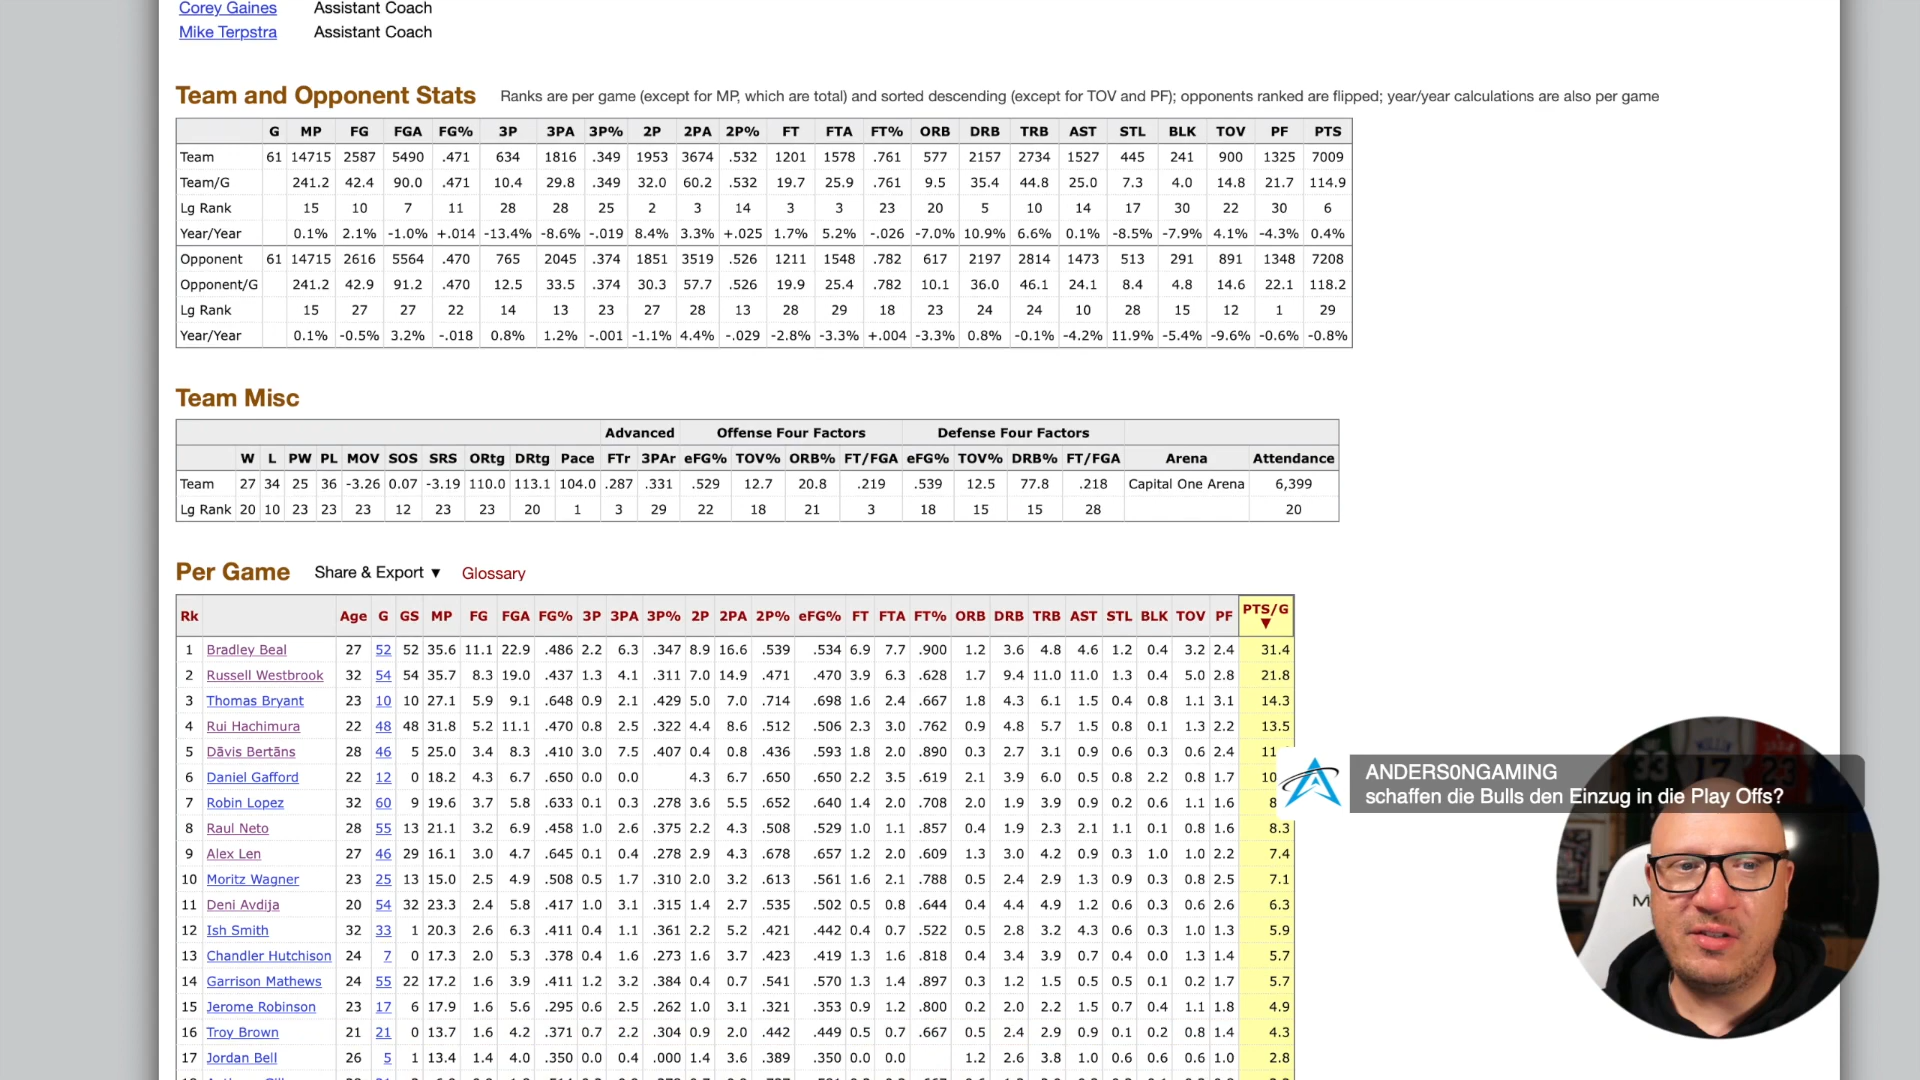 Corey Gaines Assistant Coach
Mike Terpstra Assistant Coach
Team and Opponent Stats Ranks are per game (except for MP, which are total) and sorted descending (except for TOV and PF); opponents ranked are flipped; year/year calculations are also per game
G MP FG FGA FG% 3P 3PA 3P% 2P 2PA 2P% FT FTA FT% ORB DRB TRB AST STL BLK TOV PF PTS
Team 61 14715 2587 5490 .471 634 1816 .349 1953 3674 .532 1201 1578 .761 577 2157 2734 1527 445 241 900 1325 7009
Team/G 241.2 42.4 90.0 .471 10.4 29.8 .349 32.0 60.2 .532 19.7 25.9 .761 9.5 35.4 44.8 25.0 7.3 4.0 14.8 21.7 114.9
Lg Rank 15 10 7 11 28 28 25 2 3 14 3 3 23 20 5 10 14 17 30 22 30 6
Year/Year 0.1% 2.1% -1.0% +.014 -13.4% -8.6% -.019 8.4% 3.3% +.025 1.7% 5.2% -.026 -7.0% 10.9% 6.6% 0.1% -8.5% -7.9% 4.1% -4.3% 0.4%
Opponent 61 14715 2616 5564 .470 765 2045 .374 1851 3519 .526 1211 1548 .782 617 2197 2814 1473 513 291 891 1348 7208
Opponent/G 241.2 42.9 91.2 .470 12.5 33.5 .374 30.3 57.7 .526 19.9 25.4 .782 10.1 36.0 46.1 24.1 8.4 4.8 14.6 22.1 118.2
Lg Rank 15 27 27 22 14 13 23 27 28 13 28 29 18 23 24 24 10 28 15 12 1 29
Year/Year 0.1% -0.5% 3.2% -.018 0.8% 1.2% -.001 -1.1% 4.4% -.029 -2.8% -3.3% +.004 -3.3% 0.8% -0.1% -4.2% 11.9% -5.4% -9.6% -0.6% -0.8%
Team Misc
Advanced Offense Four Factors Defense Four Factors
W L PW PL MOV SOS SRS ORtg DRtg Pace FTr 3PAr eFG% TOV% ORB% FT/FGA eFG% TOV% DRB% FT/FGA Arena Attendance
Team 27 34 25 36 -3.26 0.07 -3.19 110.0 113.1 104.0 .287 .331 .529 12.7 20.8 .219 .539 12.5 77.8 .218 Capital One Arena 6,399
Lg Rank 20 10 23 23 23 12 23 23 20 1 3 29 22 18 21 3 18 15 15 28 20
Per Game Share & Export ▼ Glossary
Rk Age G GS MP FG FGA FG% 3P 3PA 3P% 2P 2PA 2P% eFG% FT FTA FT% ORB DRB TRB AST STL BLK TOV PF PTS/G ▼
1 Bradley Beal 27 52 52 35.6 11.1 22.9 .486 2.2 6.3 .347 8.9 16.6 .539 .534 6.9 7.7 .900 1.2 3.6 4.8 4.6 1.2 0.4 3.2 2.4 31.4
2 Russell Westbrook 32 54 54 35.7 8.3 19.0 .437 1.3 4.1 .311 7.0 14.9 .471 .470 3.9 6.3 .628 1.7 9.4 11.0 11.0 1.3 0.4 5.0 2.8 21.8
3 Thomas Bryant 23 10 10 27.1 5.9 9.1 .648 0.9 2.1 .429 5.0 7.0 .714 .698 1.6 2.4 .667 1.8 4.3 6.1 1.5 0.4 0.8 1.1 3.1 14.3
4 Rui Hachimura 22 48 48 31.8 5.2 11.1 .470 0.8 2.5 .322 4.4 8.6 .512 .506 2.3 3.0 .762 0.9 4.8 5.7 1.5 0.8 0.1 1.3 2.2 13.5
5 Dāvis Bertāns 28 46 5 25.0 3.4 8.3 .410 3.0 7.5 .407 0.4 0.8 .436 .593 1.8 2.0 .890 0.3 2.7 3.1 0.9 0.6 0.3 0.6 2.4 11
6 Daniel Gafford 22 12 0 18.2 4.3 6.7 .650 0.0 0.0 4.3 6.7 .650 .650 2.2 3.5 .619 2.1 3.9 6.0 0.5 0.8 2.2 0.8 1.7 10
7 Robin Lopez 32 60 9 19.6 3.7 5.8 .633 0.1 0.3 .278 3.6 5.5 .652 .640 1.4 2.0 .708 2.0 1.9 3.9 0.9 0.2 0.6 1.1 1.6 8
8 Raul Neto 28 55 13 21.1 3.2 6.9 .458 1.0 2.6 .375 2.2 4.3 .508 .529 1.0 1.1 .857 0.4 1.9 2.3 2.1 1.1 0.1 0.8 1.6 8.3
9 Alex Len 27 46 29 16.1 3.0 4.7 .645 0.1 0.4 .278 2.9 4.3 .678 .657 1.2 2.0 .609 1.3 3.0 4.2 0.9 0.3 1.0 1.0 2.2 7.4
10 Moritz Wagner 23 25 13 15.0 2.5 4.9 .508 0.5 1.7 .310 2.0 3.2 .613 .561 1.6 2.1 .788 0.5 2.4 2.9 1.3 0.9 0.3 0.8 2.5 7.1
11 Deni Avdija 20 54 32 23.3 2.4 5.8 .417 1.0 3.1 .315 1.4 2.7 .535 .502 0.5 0.8 .644 0.4 4.4 4.9 1.2 0.6 0.3 0.6 2.6 6.3
12 Ish Smith 32 33 1 20.3 2.6 6.3 .411 0.4 1.1 .361 2.2 5.2 .421 .442 0.4 0.7 .522 0.5 2.8 3.2 4.3 0.6 0.3 1.0 1.3 5.9
13 Chandler Hutchison 24 7 0 17.3 2.0 5.3 .378 0.4 1.6 .273 1.6 3.7 .423 .419 1.3 1.6 .818 0.4 3.4 3.9 0.7 0.4 0.0 1.3 1.4 5.7
14 Garrison Mathews 24 55 22 17.2 1.6 3.9 .411 1.2 3.2 .384 0.4 0.7 .541 .570 1.3 1.4 .897 0.3 1.2 1.5 0.5 0.5 0.1 0.2 1.7 5.7
15 Jerome Robinson 23 17 6 17.9 1.6 5.6 .295 0.6 2.5 .262 1.0 3.1 .321 .353 0.9 1.2 .800 0.2 2.0 2.2 1.5 0.7 0.4 1.1 1.8 4.9
16 Troy Brown 21 21 0 13.7 1.6 4.2 .371 0.7 2.2 .304 0.9 2.0 .442 .449 0.5 0.7 .667 0.5 2.4 2.9 0.9 0.1 0.2 0.8 1.4 4.3
17 Jordan Bell 26 5 1 13.4 1.4 4.0 .350 0.0 0.4 .000 1.4 3.6 .389 .350 0.0 0.0 1.2 2.6 3.8 1.0 0.6 0.6 0.6 1.0 2.8
ANDERS0NGAMING
schaffen die Bulls den Einzug in die Play Offs?
33 17 23